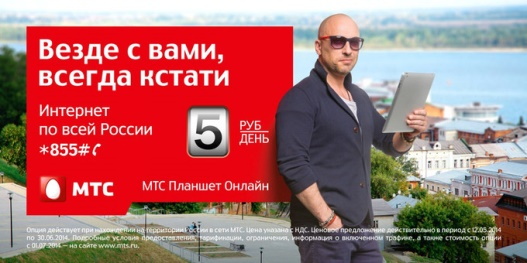 Везде с вами,
всегда кстати
Интернет
по всей России
*855#
5 РУБ
ДЕНЬ
МТС
МТС Планшет Онлайн
Опция действует при нахождении на территории России в сети МТС. Цена указана с НДС. Ценовое предложение действительно в период с 12.05.2014
по 30.06.2014. Подробные условия предоставления, тарификации, ограничения, информация о включенном трафике, а также стоимость опции
с 01.07.2014 — на сайте www.mts.ru.